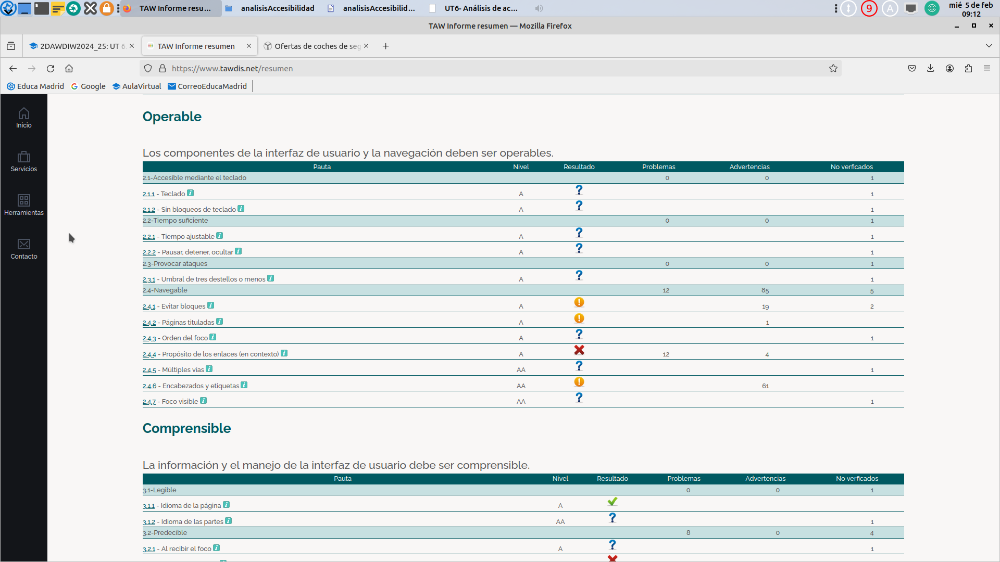 TAW Informe resu...
analisisAccesibilidad
analisisAccesibilid...
UT6- Análisis de ac...
9
A
mié 5 de feb
09:12
TAW Informe resumen — Mozilla Firefox
2DAWDIW2024_25: UT 6
TAW Informe resumen
Ofertas de coches de seg
https://www.tawdis.net/resumen
Educa Madrid
Google
AulaVirtual
CorreoEducaMadrid
Inicio
Servicios
Herramientas
Contacto
Operable
Los componentes de la interfaz de usuario y la navegación deben ser operables.
Pauta Nivel Resultado Problemas Advertencias No verficados
2.1-Accesible mediante el teclado 0 0 1
2.1.1 - Teclado i A ? 1
2.1.2 - Sin bloqueos de teclado i A ? 1
2.2-Tiempo suficiente 0 0 1
2.2.1 - Tiempo ajustable i A ? 1
2.2.2 - Pausar, detener, ocultar i A ? 1
2.3-Provocar ataques 0 0 1
2.3.1 - Umbral de tres destellos o menos i A ? 1
2.4-Navegable 12 85 5
2.4.1 - Evitar bloques i A ! 19 2
2.4.2 - Páginas tituladas i A ! 1
2.4.3 - Orden del foco i A ? 1
2.4.4 - Propósito de los enlaces (en contexto) i A 12 4
2.4.5 - Múltiples vías i AA ? 1
2.4.6 - Encabezados y etiquetas i AA ! 61
2.4.7 - Foco visible i AA ? 1
Comprensible
La información y el manejo de la interfaz de usuario debe ser comprensible.
Pauta Nivel Resultado Problemas Advertencias No verficados
3.1-Legible 0 0 1
3.1.1 - Idioma de la página i A
3.1.2 - Idioma de las partes i AA ? 1
3.2-Predecible 8 0 4
3.2.1 - Al recibir el foco i A ? 1